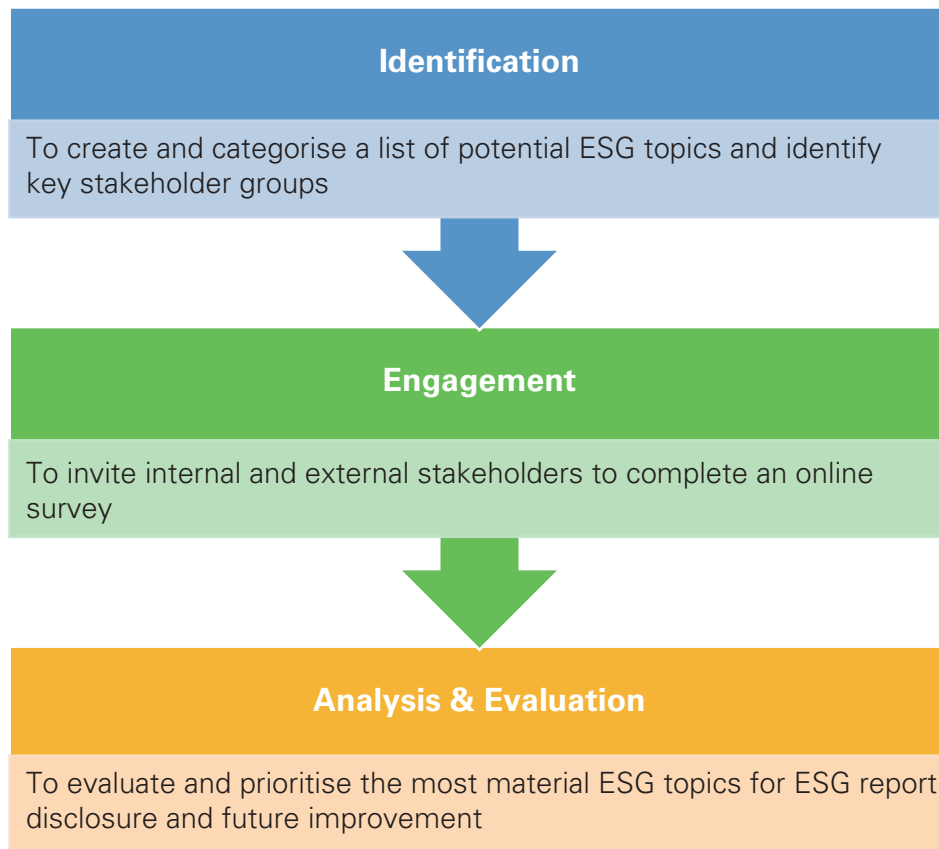 Identification
To create and categorise a list of potential ESG topics and identify
key stakeholder groups
Engagement
To invite internal and external stakeholders to complete an online
survey
Analysis & Evaluation
To evaluate and prioritise the most material ESG topics for ESG report
disclosure and future improvement